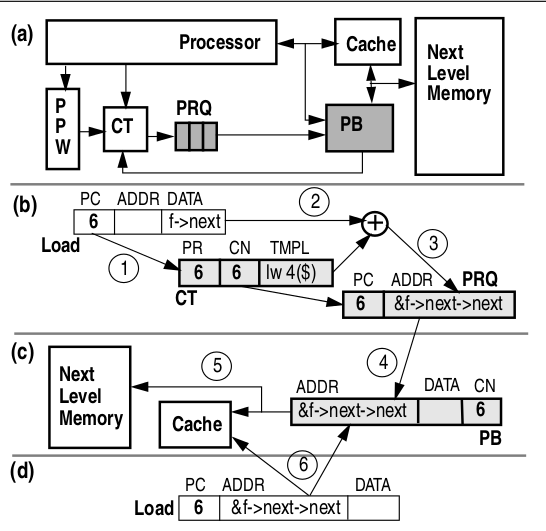 (a)
Processor
Cache
Next
Level
Memory
P
P
W
CT
PRQ
PB
(b)
PC ADDR DATA
6 f->next
Load
2
+
1
PR CN TMPL
6 6 lw 4($)
CT
3
PC ADDR PRQ
6 &f->next->next
(c)
4
Next
Level
Memory
5
Cache
ADDR DATA CN
&f->next->next 6
PB
(d)
6
PC ADDR DATA
Load 6 &f->next->next